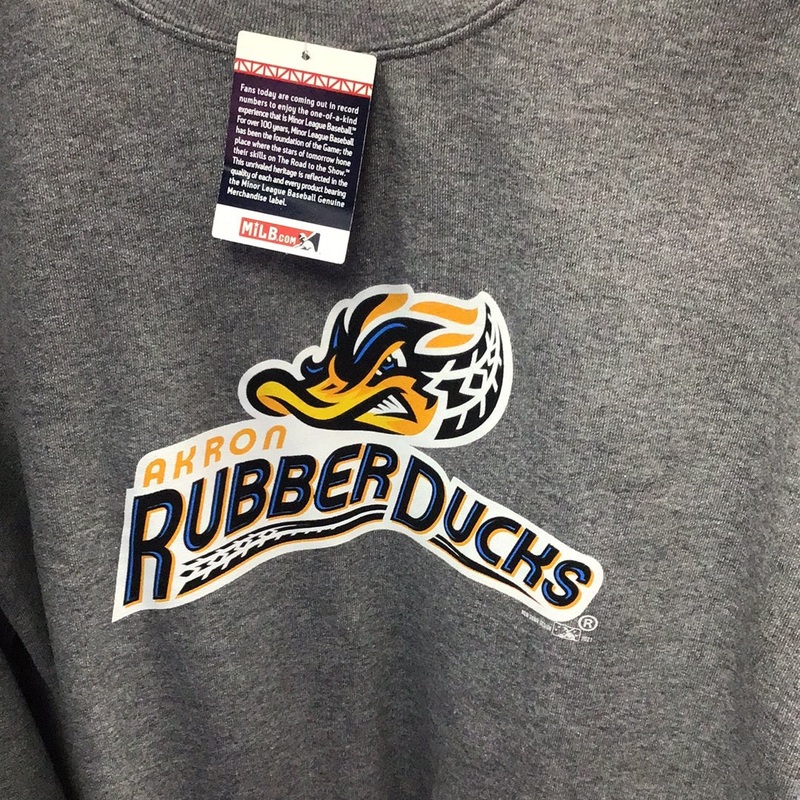 Fans today are coming out in record
numbers to enjoy the one-of-a-kind
experience that is Minor League Baseball.™
For over 100 years, Minor League Baseball
has been the foundation of the Game; the
place where the stars of tomorrow hone
their skills on The Road to the Show.™
This unrivaled heritage is reflected in the
quality of each and every product bearing
the Minor League Baseball Genuine
Merchandise label.
MiLB.COM
AKRON
RUBBERDUCKS
®